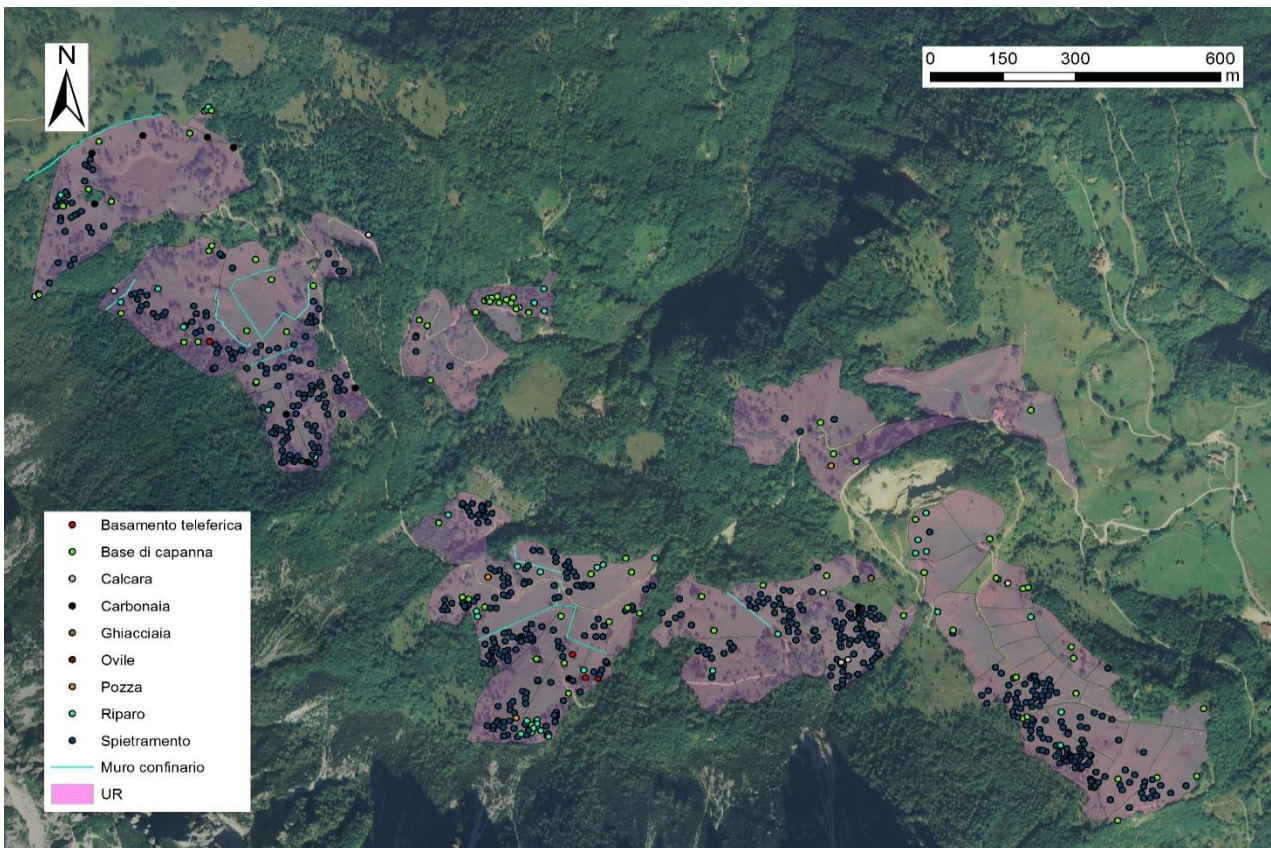 N
0 150 300 600
m
Basamento teleferica
Base di capanna
Calcara
Carbonaia
Ghiacciaia
Ovile
Pozza
Riparo
Spietramento
Muro confinario
UR